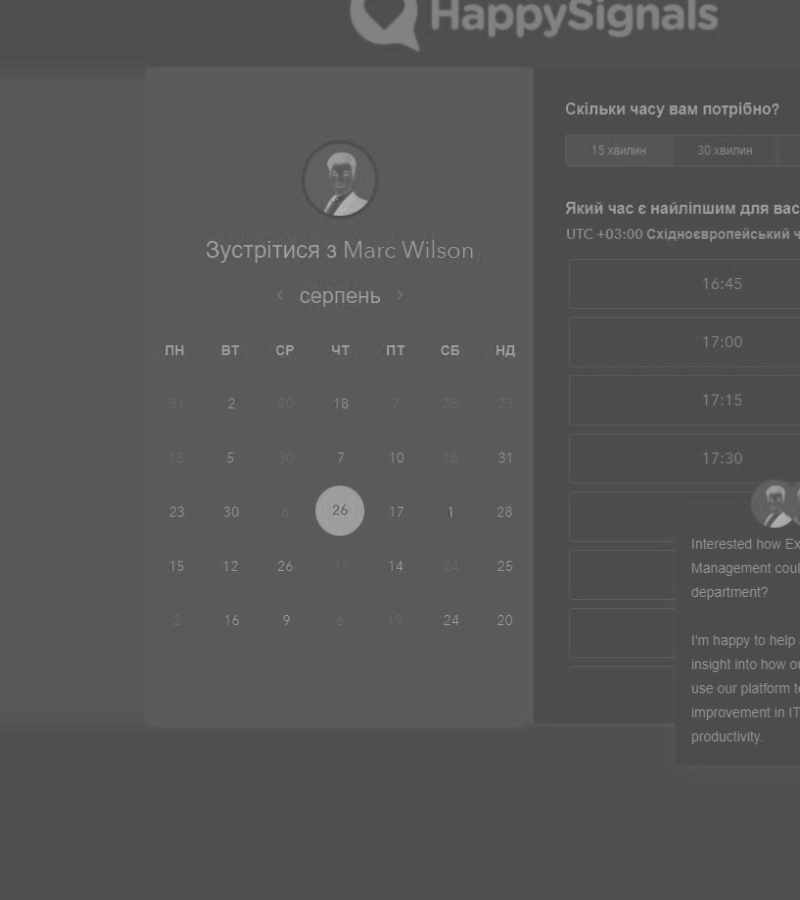 HappySignals
Зустрітися з Marc Wilson
‹ серпень ›
ПН ВТ СР ЧТ ПТ СБ НД
31 2 20 18 7 28 23
15 5 30 7 10 18 31
23 30 6 26 17 1 28
15 12 26 17 14 24 25
2 16 9 6 19 24 20
Скільки часу вам потрібно?
15 хвилин 30 хвилин
Який час є найліпшим для вас
UTC +03:00 Східноєвропейський ч
16:45
17:00
17:15
17:30
Interested how Ex
Management coul
department?
I'm happy to help
insight into how ou
use our platform to
improvement in IT
productivity.